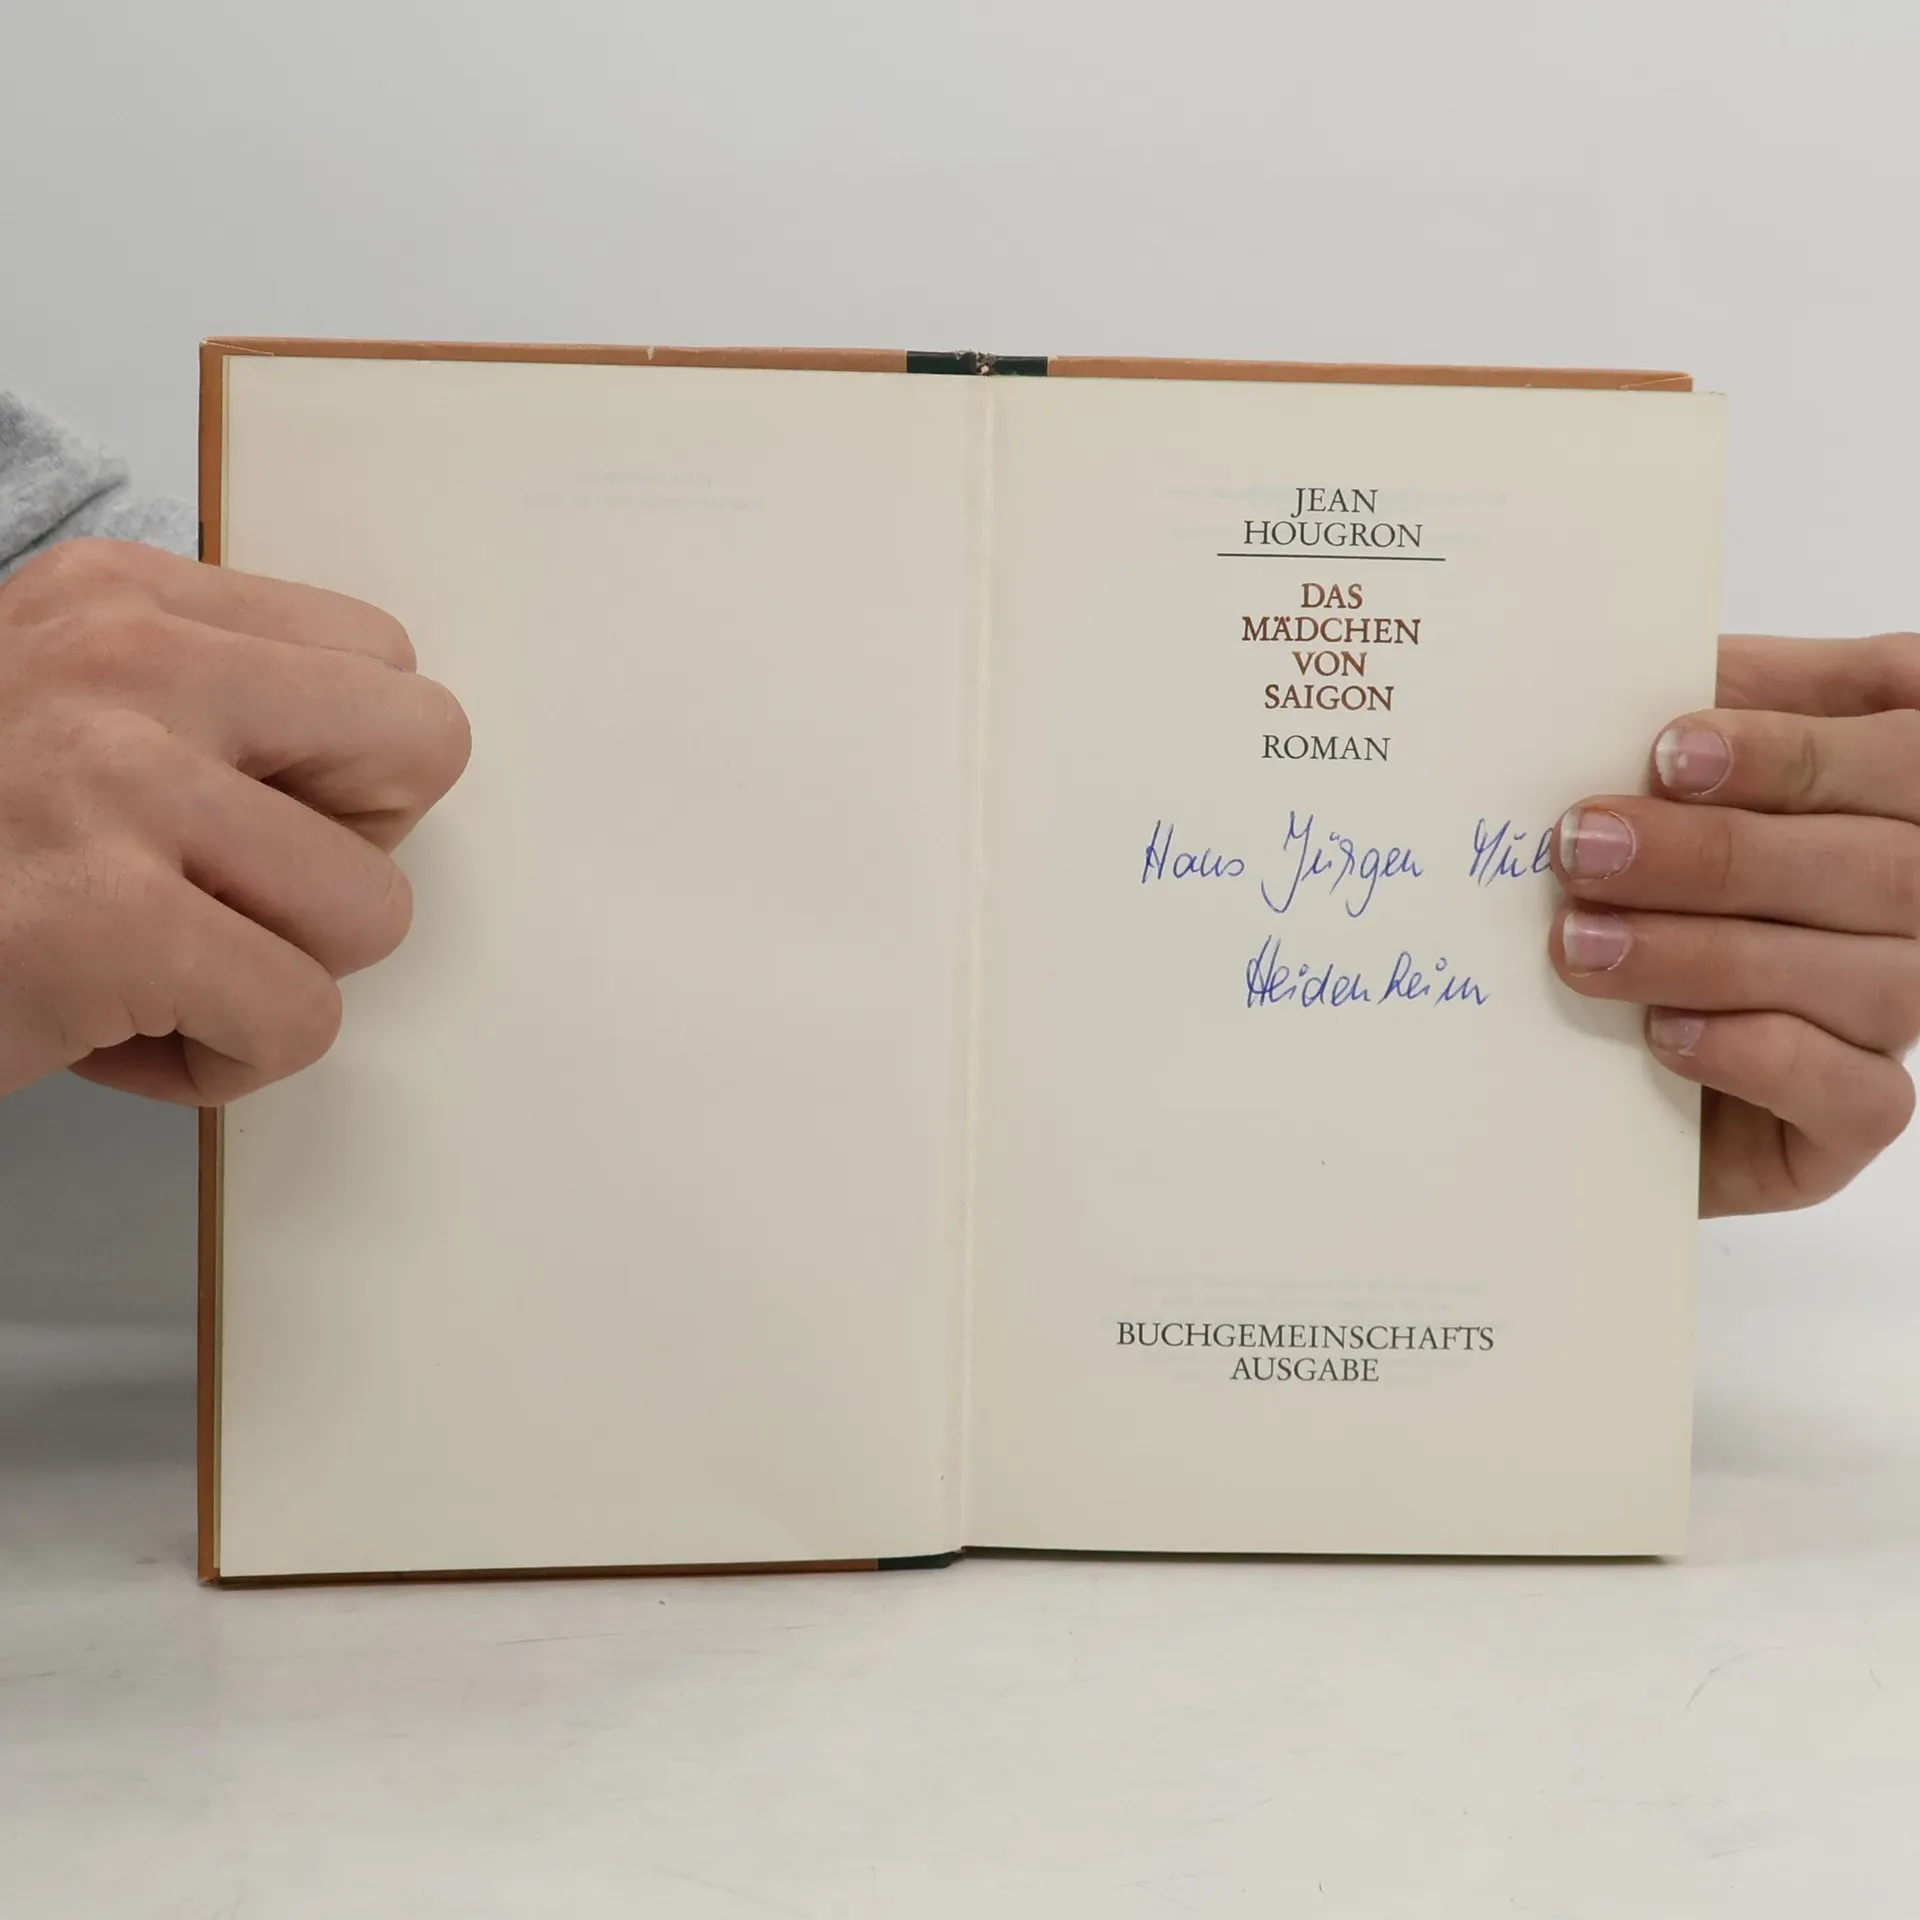 JEAN
HOUGRON
DAS
MÄDCHEN
VON
SAIGON
ROMAN
Hans Jürgen
Heidenheim
BUCHGEMEINSCHAFTS
AUSGABE